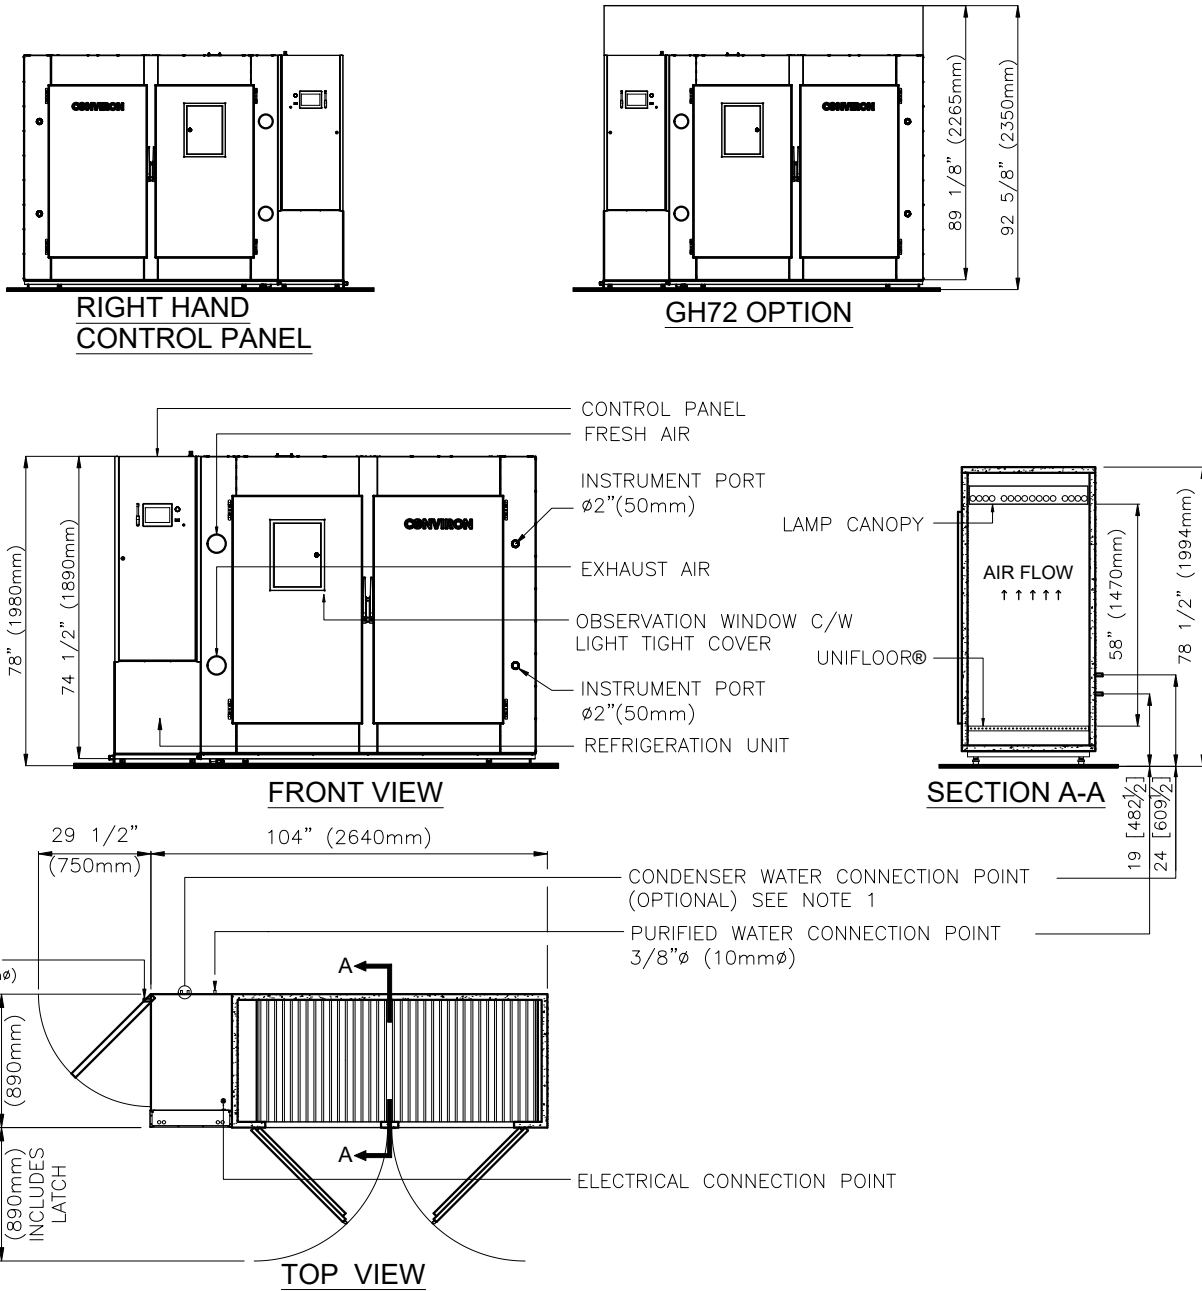 CONVIRON
RIGHT HAND
CONTROL PANEL
CONVIRON
89 1/8" (2265mm)
92 5/8" (2350mm)
GH72 OPTION
CONTROL PANEL
FRESH AIR
INSTRUMENT PORT
ø2"(50mm)
EXHAUST AIR
OBSERVATION WINDOW C/W
LIGHT TIGHT COVER
INSTRUMENT PORT
ø2"(50mm)
REFRIGERATION UNIT
CONVIRON
78" (1980mm)
74 1/2" (1890mm)
FRONT VIEW
LAMP CANOPY
AIR FLOW
↑ ↑ ↑ ↑ ↑
UNIFLOOR®
58" (1470mm)
78 1/2" (1994mm)
SECTION A-A
19 [482½]
24 [609½]
29 1/2"
(750mm)
104" (2640mm)
CONDENSER WATER CONNECTION POINT
(OPTIONAL) SEE NOTE 1
PURIFIED WATER CONNECTION POINT
3/8"ø (10mmø)
ø)
A
(890mm)
(890mm)
INCLUDES
LATCH
A
ELECTRICAL CONNECTION POINT
TOP VIEW